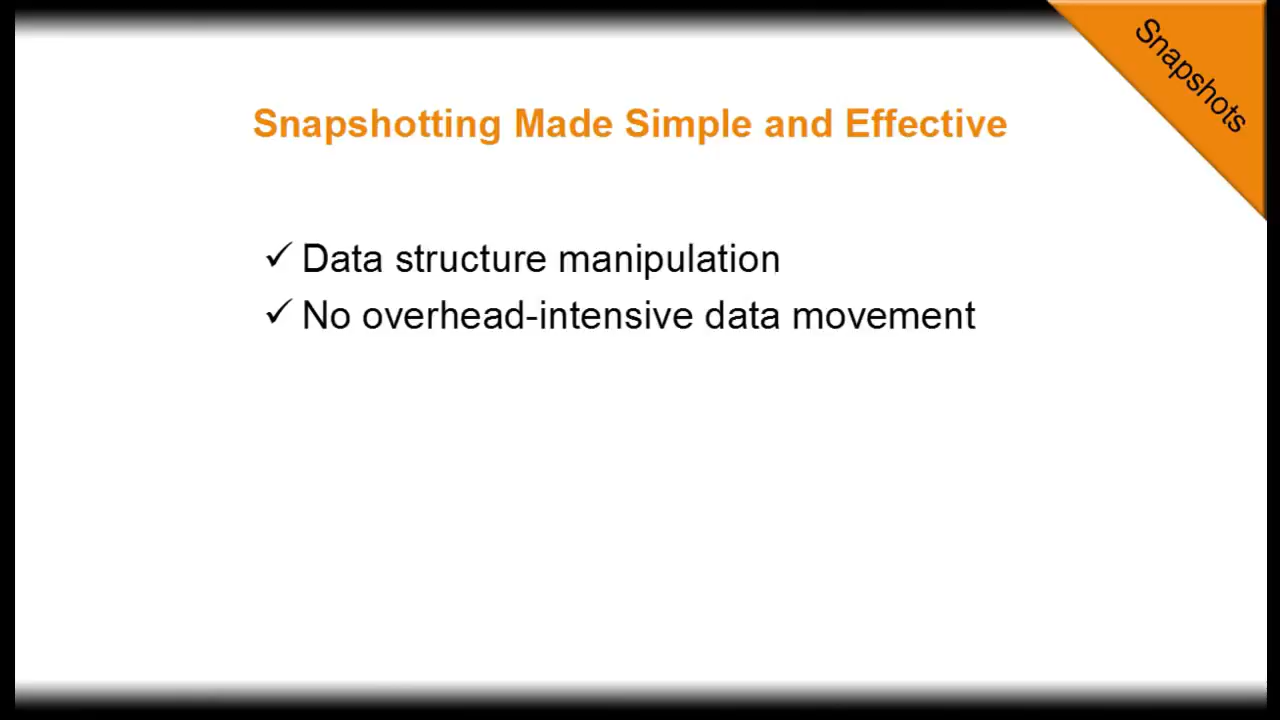 Snapshots
Snapshotting Made Simple and Effective
✓ Data structure manipulation
✓ No overhead-intensive data movement